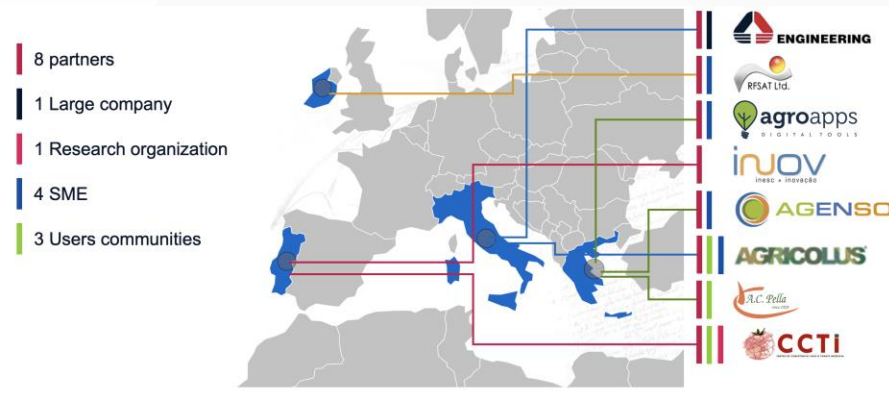 8 partners
1 Large company
1 Research organization
4 SME
3 Users communities
ENGINEERING
RFSAT Ltd.
agroapps
DIGITAL TOOLS
inov
inesc + inovação
AGENSO
AGRICOLUS
A.C. Pella
CCTi